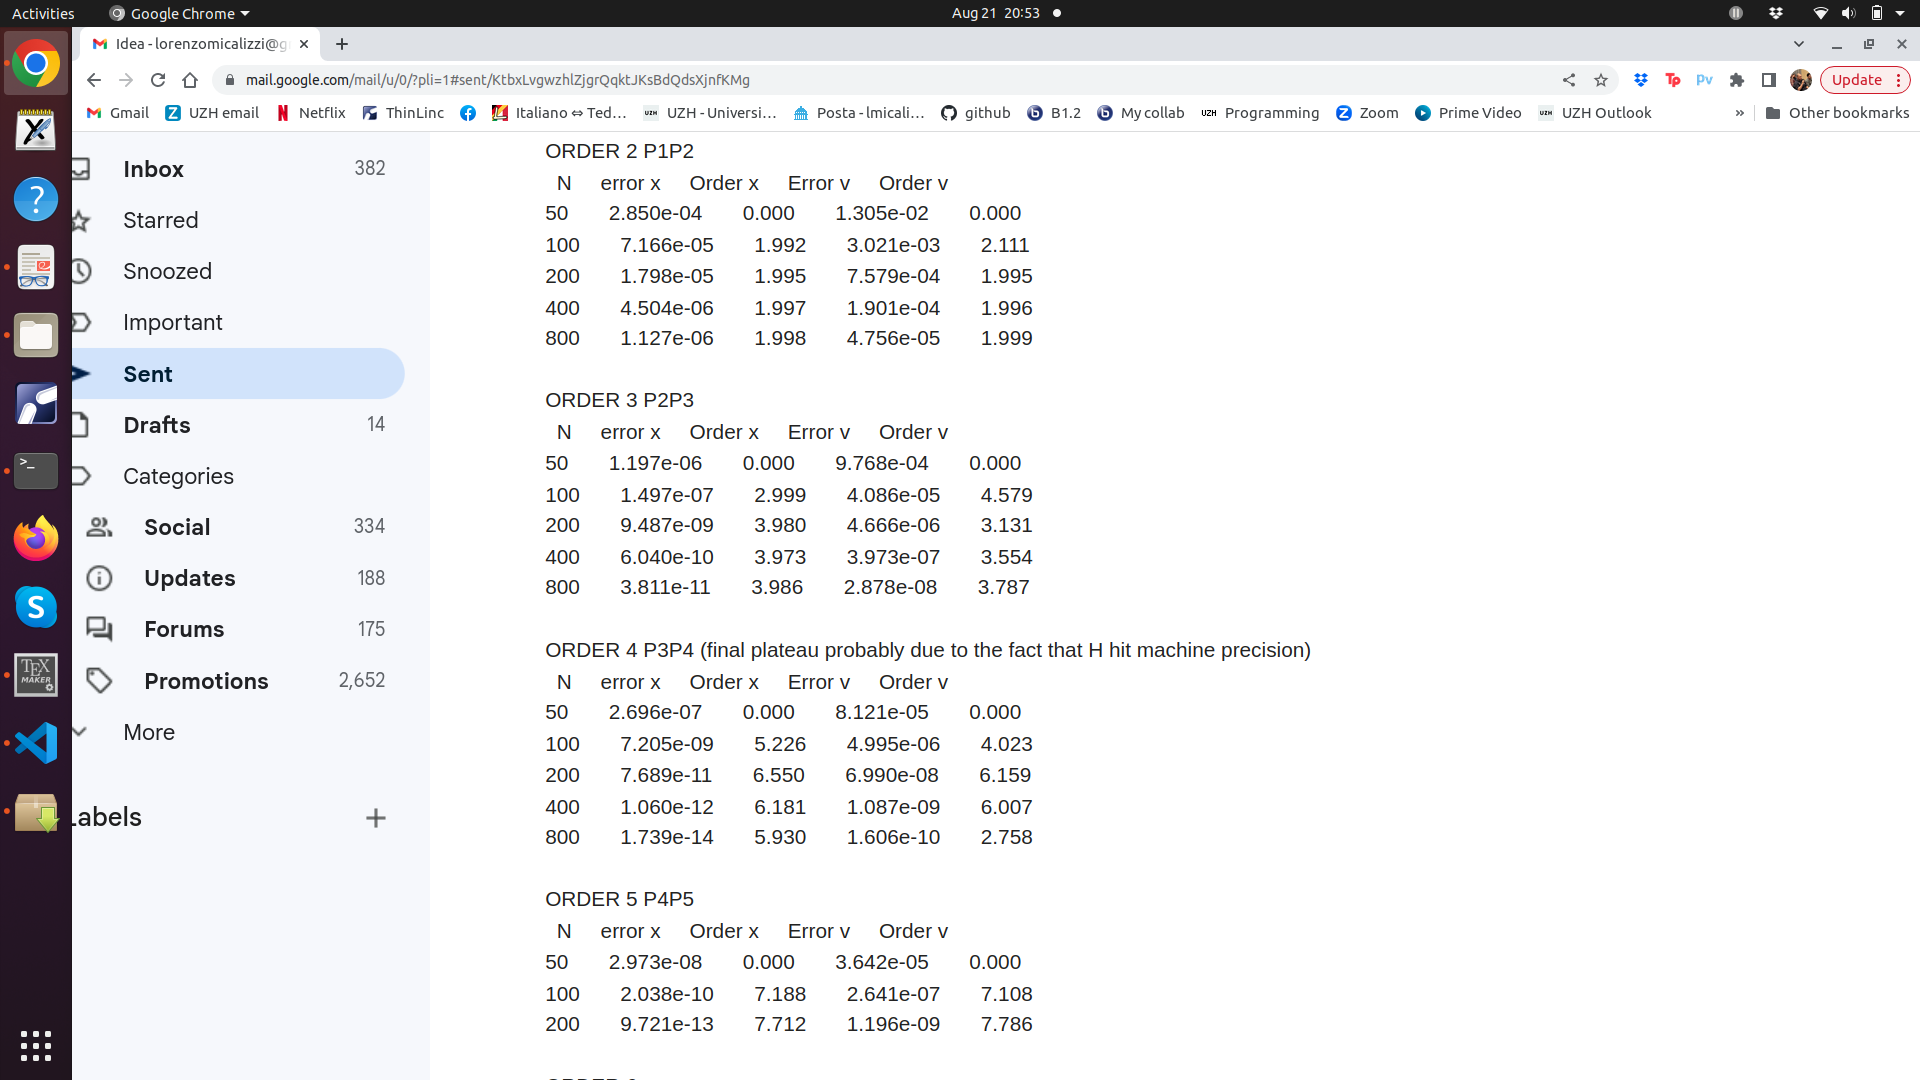 Activities
Google Chrome
Aug 21 20:53
Idea - lorenzomicalizzi@g
mail.google.com/mail/u/0/?pli=1#sent/KtbxLvgwzhlZjgrQqktJKsBdQdsXjnfKMg
Update
Gmail
UZH email
Netflix
ThinLinc
Italiano ⇔ Ted…
UZH - Universi…
Posta - lmicali…
github
B1.2
My collab
Programming
Zoom
Prime Video
UZH Outlook
»
Other bookmarks
Inbox 382
Starred
Snoozed
Important
Sent
Drafts 14
Categories
Social 334
Updates 188
Forums 175
Promotions 2,652
More
Labels
ORDER 2 P1P2
N error x Order x Error v Order v
50 2.850e-04 0.000 1.305e-02 0.000
100 7.166e-05 1.992 3.021e-03 2.111
200 1.798e-05 1.995 7.579e-04 1.995
400 4.504e-06 1.997 1.901e-04 1.996
800 1.127e-06 1.998 4.756e-05 1.999
ORDER 3 P2P3
N error x Order x Error v Order v
50 1.197e-06 0.000 9.768e-04 0.000
100 1.497e-07 2.999 4.086e-05 4.579
200 9.487e-09 3.980 4.666e-06 3.131
400 6.040e-10 3.973 3.973e-07 3.554
800 3.811e-11 3.986 2.878e-08 3.787
ORDER 4 P3P4 (final plateau probably due to the fact that H hit machine precision)
N error x Order x Error v Order v
50 2.696e-07 0.000 8.121e-05 0.000
100 7.205e-09 5.226 4.995e-06 4.023
200 7.689e-11 6.550 6.990e-08 6.159
400 1.060e-12 6.181 1.087e-09 6.007
800 1.739e-14 5.930 1.606e-10 2.758
ORDER 5 P4P5
N error x Order x Error v Order v
50 2.973e-08 0.000 3.642e-05 0.000
100 2.038e-10 7.188 2.641e-07 7.108
200 9.721e-13 7.712 1.196e-09 7.786